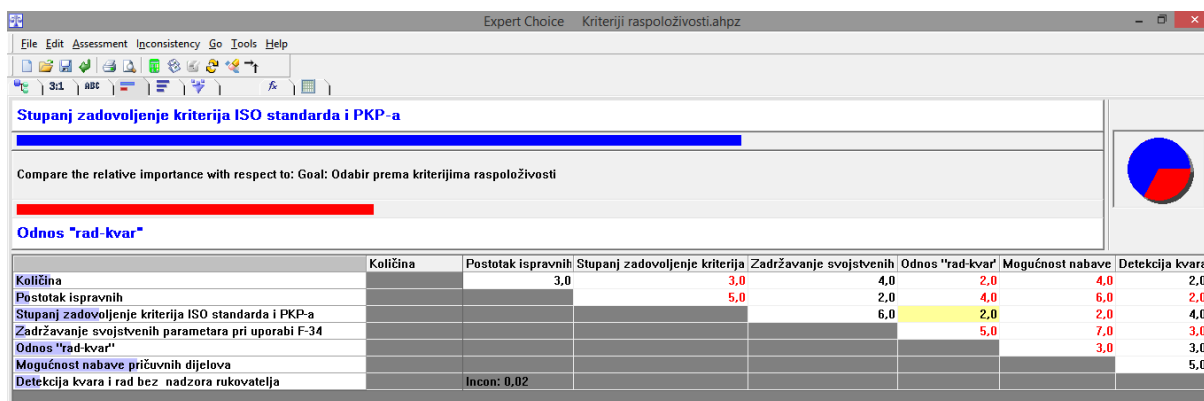 Expert Choice Kriteriji raspoloživosti.ahpz
File Edit Assessment Inconsistency Go Tools Help
3:1 ABC fx
Stupanj zadovoljenje kriterija ISO standarda i PKP-a
Compare the relative importance with respect to: Goal: Odabir prema kriterijima raspoloživosti
Odnos "rad-kvar"
Količina Postotak ispravnih Stupanj zadovoljenje kriterija Zadržavanje svojstvenih Odnos "rad-kvar' Mogućnost nabave Detekcija kvara
Količina 3,0 3,0 4,0 2,0 4,0 2,0
Postotak ispravnih 5,0 2,0 4,0 6,0 2,0
Stupanj zadovoljenje kriterija ISO standarda i PKP-a 6,0 2,0 2,0 4,0
Zadržavanje svojstvenih parametara pri uporabi F-34 5,0 7,0 3,0
Odnos "rad-kvar" 3,0 3,0
Mogućnost nabave pričuvnih dijelova 5,0
Detekcija kvara i rad bez nadzora rukovatelja Incon: 0,02